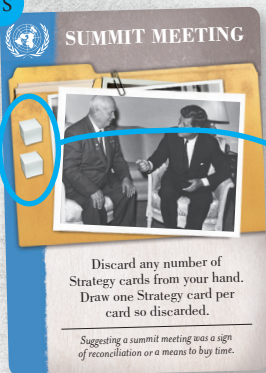 S
SUMMIT MEETING
Discard any number of
Strategy cards from your hand.
Draw one Strategy card per
card so discarded.
Suggesting a summit meeting was a sign
of reconciliation or a means to buy time.